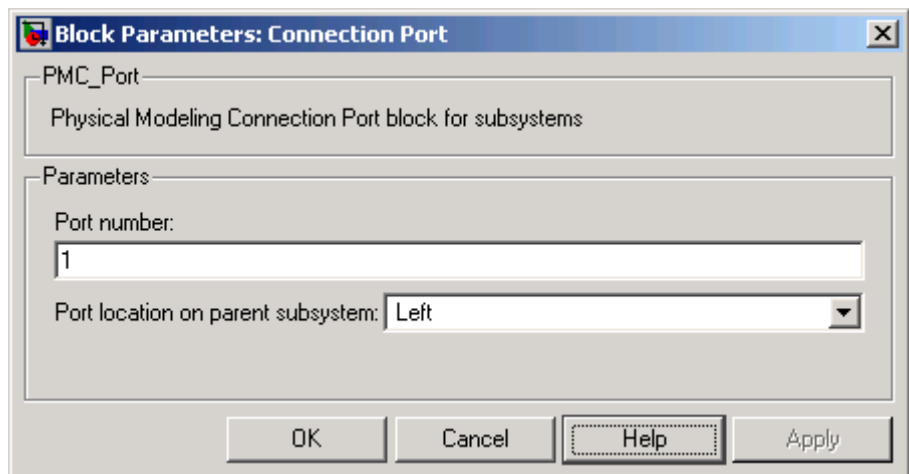 Block Parameters: Connection Port
PMC_Port
Physical Modeling Connection Port block for subsystems
Parameters
Port number:
1
Port location on parent subsystem: Left
OK Cancel Help Apply